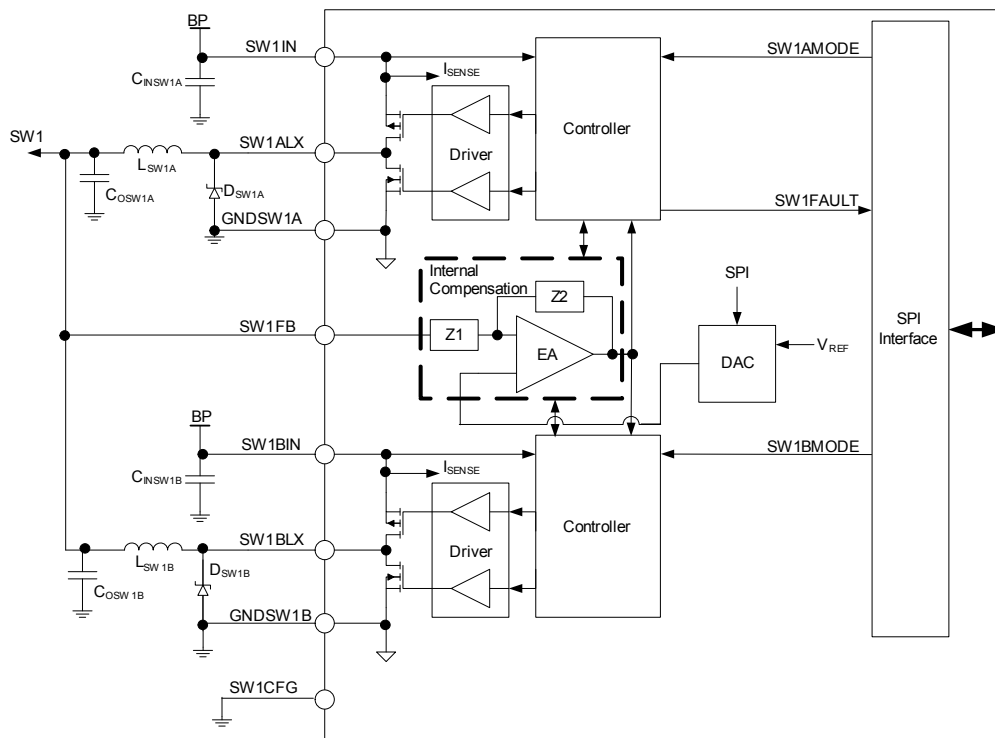 BP
SW1IN
SW1AMODE
CINSW1A
ISENSE
Controller
SW1
SW1ALX
LSW1A
Driver
DSW1A
COSW1A
SW1FAULT
GNDSW1A
Internal
Compensation
Z2
SPI
SW1FB
Z1
EA
DAC
VREF
SPI
Interface
BP
SW1BIN
SW1BMODE
CINSW1B
ISENSE
Controller
SW1BLX
LSW1B
Driver
DSW1B
COSW1B
GNDSW1B
SW1CFG